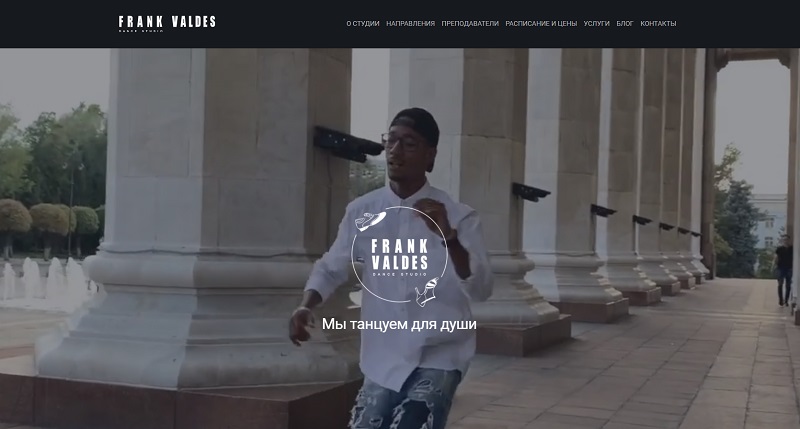 FRANK VALDES
DANCE STUDIO
О СТУДИИ НАПРАВЛЕНИЯ ПРЕПОДАВАТЕЛИ РАСПИСАНИЕ И ЦЕНЫ УСЛУГИ БЛОГ КОНТАКТЫ
FRANK
VALDES
DANCE STUDIO
Мы танцуем для души